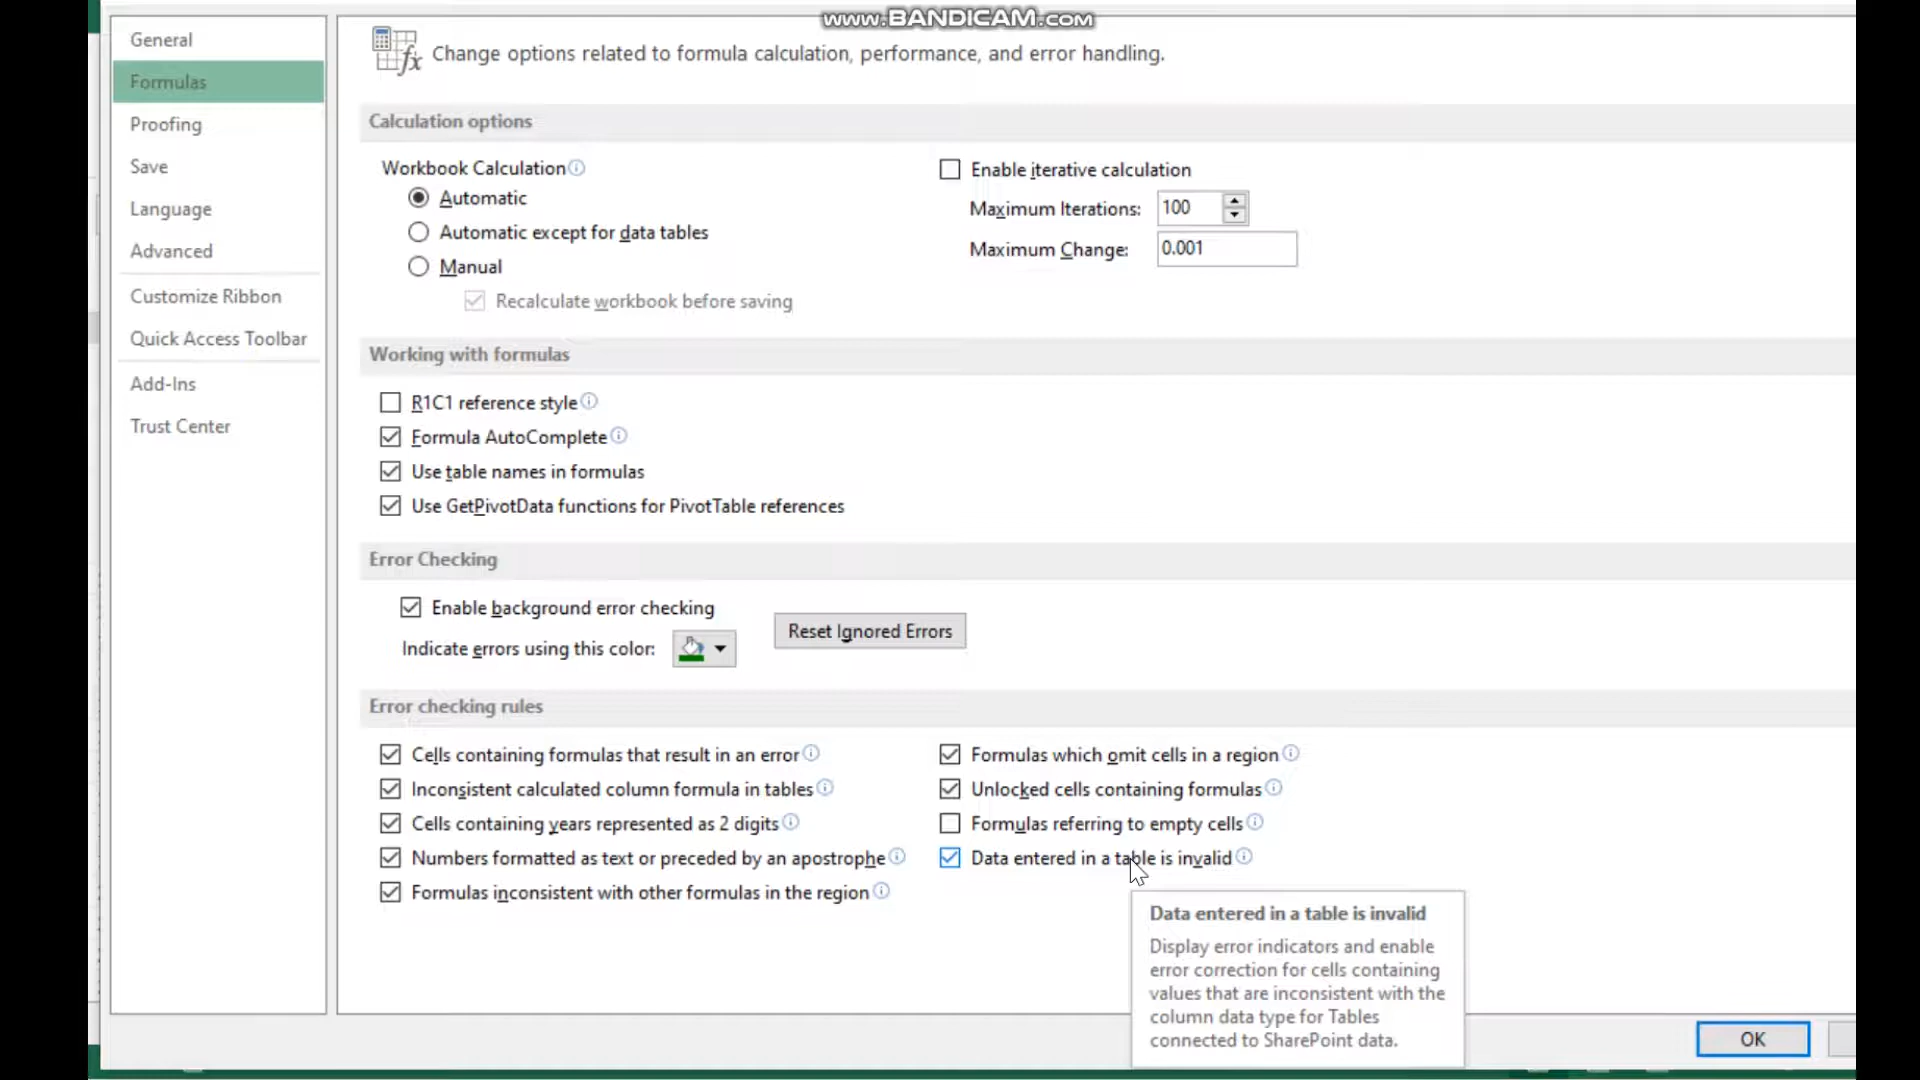 www.BANDICAM.com
General
Formulas
Proofing
Save
Language
Advanced
Customize Ribbon
Quick Access Toolbar
Add-Ins
Trust Center
Change options related to formula calculation, performance, and error handling.
Calculation options
Workbook Calculation
Automatic
Automatic except for data tables
Manual
Recalculate workbook before saving
Enable iterative calculation
Maximum Iterations: 100
Maximum Change: 0.001
Working with formulas
R1C1 reference style
Formula AutoComplete
Use table names in formulas
Use GetPivotData functions for PivotTable references
Error Checking
Enable background error checking
Indicate errors using this color:
Reset Ignored Errors
Error checking rules
Cells containing formulas that result in an error
Inconsistent calculated column formula in tables
Cells containing years represented as 2 digits
Numbers formatted as text or preceded by an apostrophe
Formulas inconsistent with other formulas in the region
Formulas which omit cells in a region
Unlocked cells containing formulas
Formulas referring to empty cells
Data entered in a table is invalid
Data entered in a table is invalid
Display error indicators and enable
error correction for cells containing
values that are inconsistent with the
column data type for Tables
connected to SharePoint data.
OK